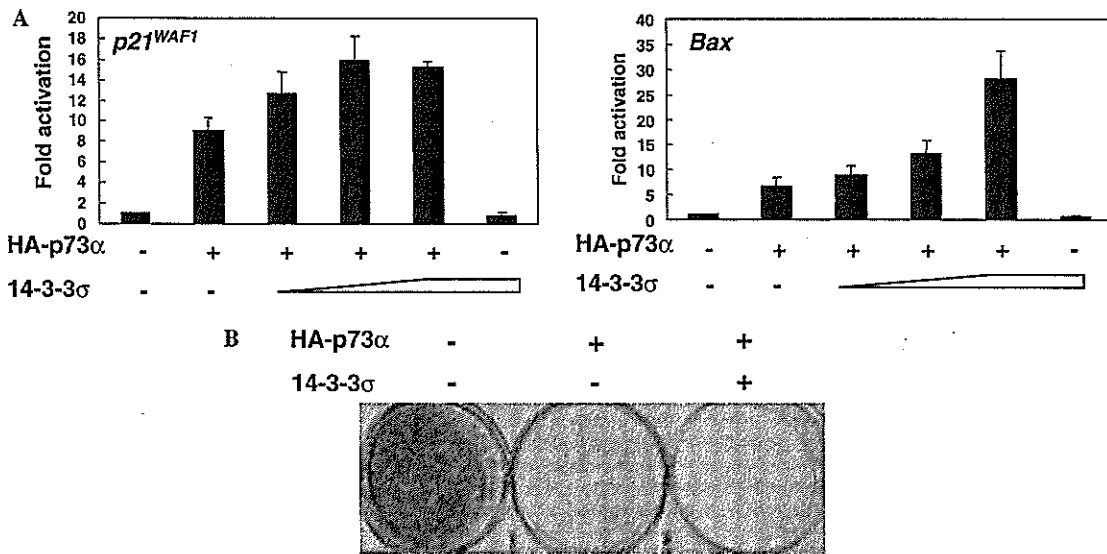 A
p21WAF1
Fold activation
20
18
16
14
12
10
8
6
4
2
0
HA-p73α - + + + + -
14-3-3σ - -
Bax
Fold activation
40
35
30
25
20
15
10
5
0
HA-p73α - + + + + -
14-3-3σ - -
B HA-p73α - + +
14-3-3σ - - +